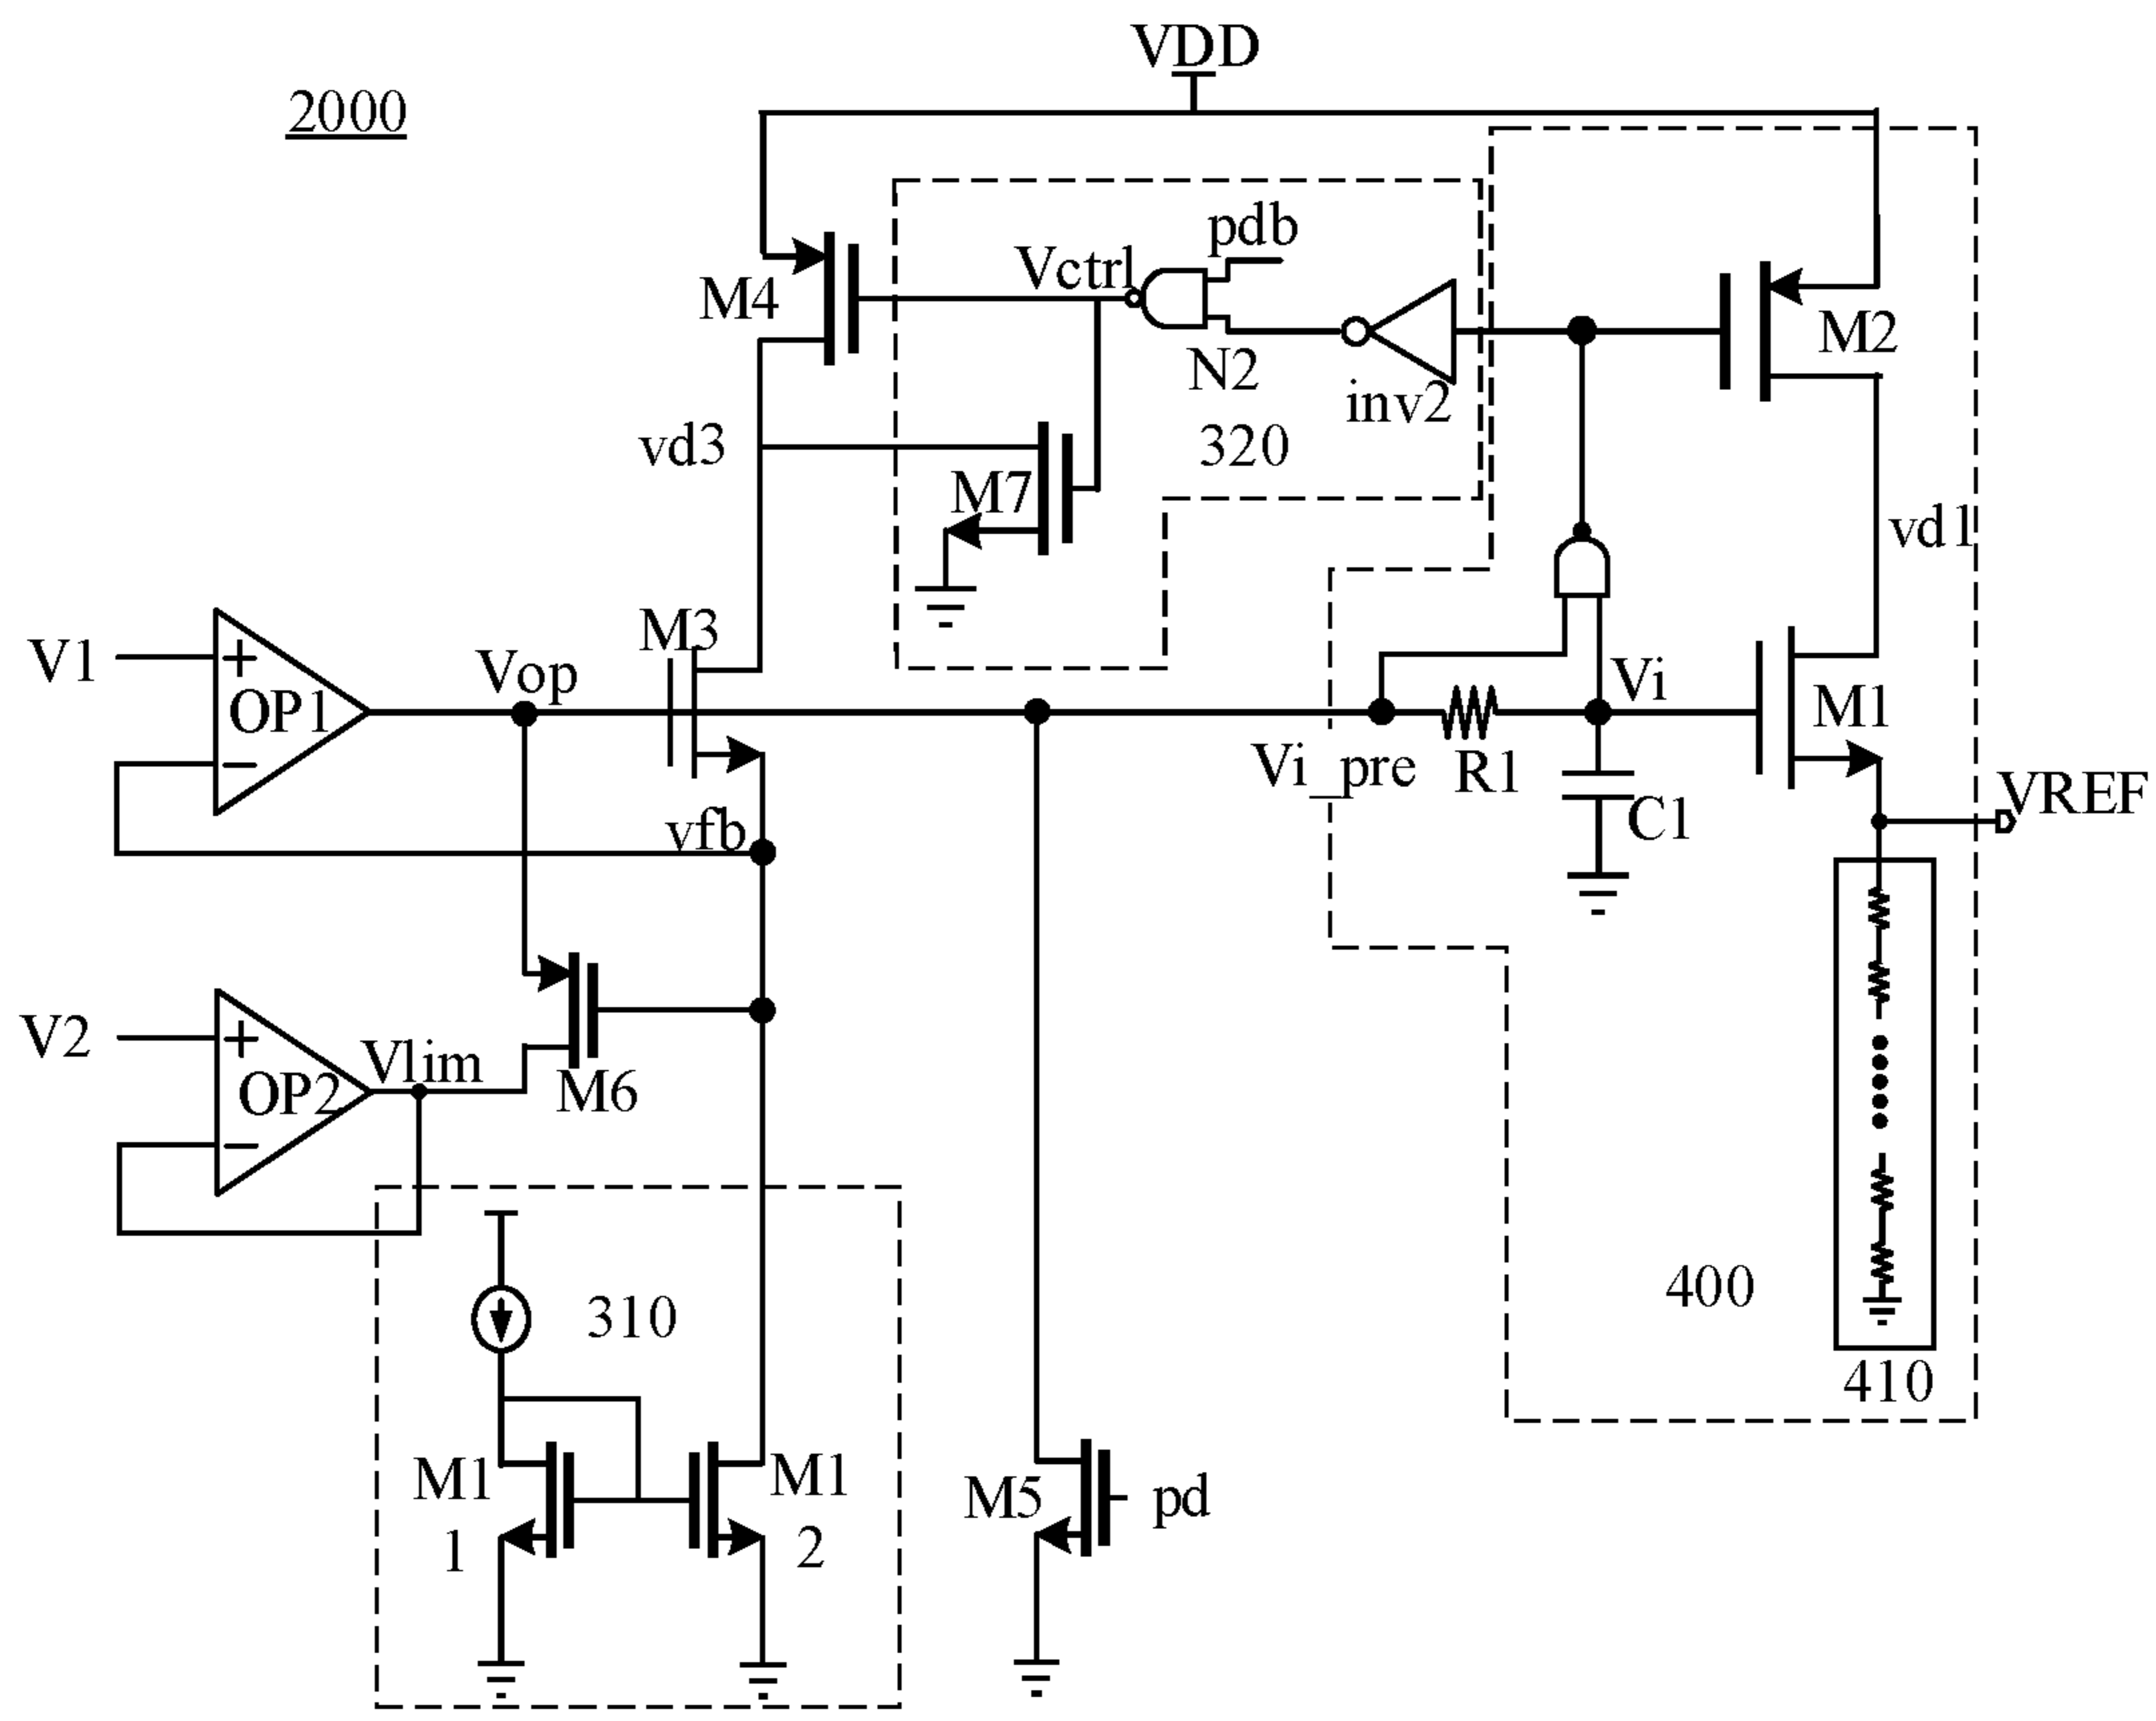 VDD
2000
pdb
Vctrl
M4
M2
N2
inv2
vd3
320
M7
vd1
M3
V1
+
OP1
−
Vop
Vi
M1
Vi_pre
R1
VREF
vfb
C1
V2
+
OP2
−
Vlim
M6
310
400
410
M1
1
M1
2
M5
pd